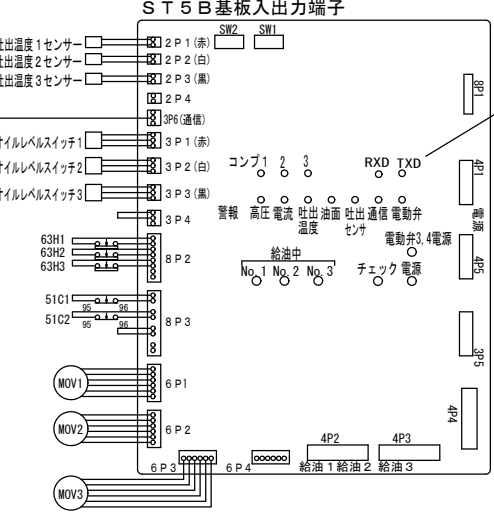 ST5B基板入出力端子
SW2 SW1
吐出温度1センサー 2P1(赤)
吐出温度2センサー 2P2(白)
吐出温度3センサー 2P3(黒)
2P4
3P6(通信)
オイルレベルスイッチ1 3P1(赤)
オイルレベルスイッチ2 3P2(白)
オイルレベルスイッチ3 3P3(黒)
3P4
8P1
コンプ1 2 3 RXD TXD
4P1
電源
警報 高圧 電流 吐出温度 油面 吐出センサ 通信 電動弁
電動弁3,4電源
63H1
63H2
63H3
8P2
給油中
No.1 No.2 No.3
チェック 電源
4P5
51C1 95 96
51C2 95 96
8P3
3P5
MOV1 6P1
MOV2 6P2
4P4
4P2 4P3
6P3 6P4 給油1 給油2 給油3
MOV3